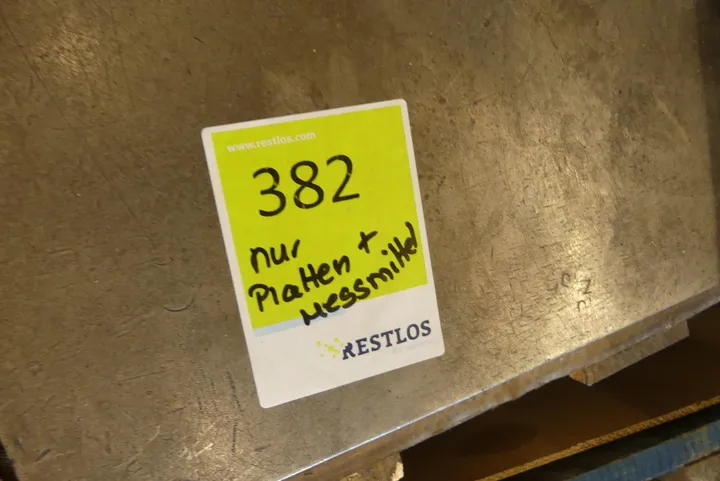 www.restlos.com
382
nur
Platten +
Messmittel
RESTLOS